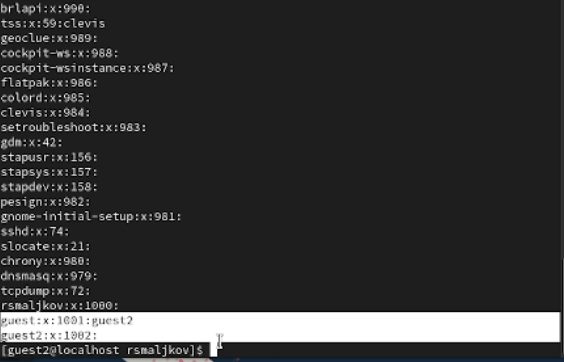 brlapi:x:990:
tss:x:59:clevis
geoclue:x:989:
cockpit-ws:x:988:
cockpit-wsinstance:x:987:
flatpak:x:986:
colord:x:985:
clevis:x:984:
setroubleshoot:x:983:
gdm:x:42:
stapusr:x:156:
stapsys:x:157:
stapdev:x:158:
pesign:x:982:
gnome-initial-setup:x:981:
sshd:x:74:
slocate:x:21:
chrony:x:980:
dnsmasq:x:979:
tcpdump:x:72:
rsmaljkov:x:1000:
guest:x:1001:guest2
guest2:x:1002:
[guest2@localhost rsmaljkov]$